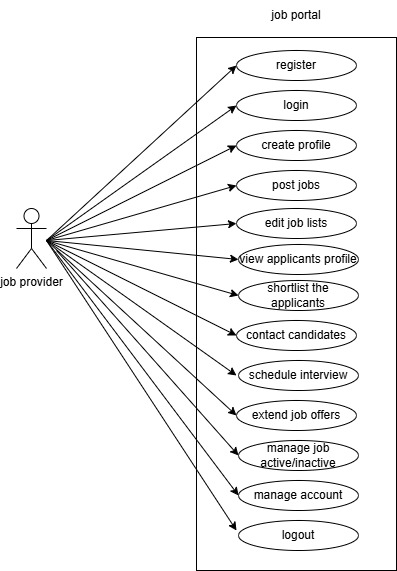 job portal
register
login
create profile
post jobs
edit job lists
view applicants profile
job provider
shortlist the
applicants
contact candidates
schedule interview
extend job offers
manage job
active/inactive
manage account
logout